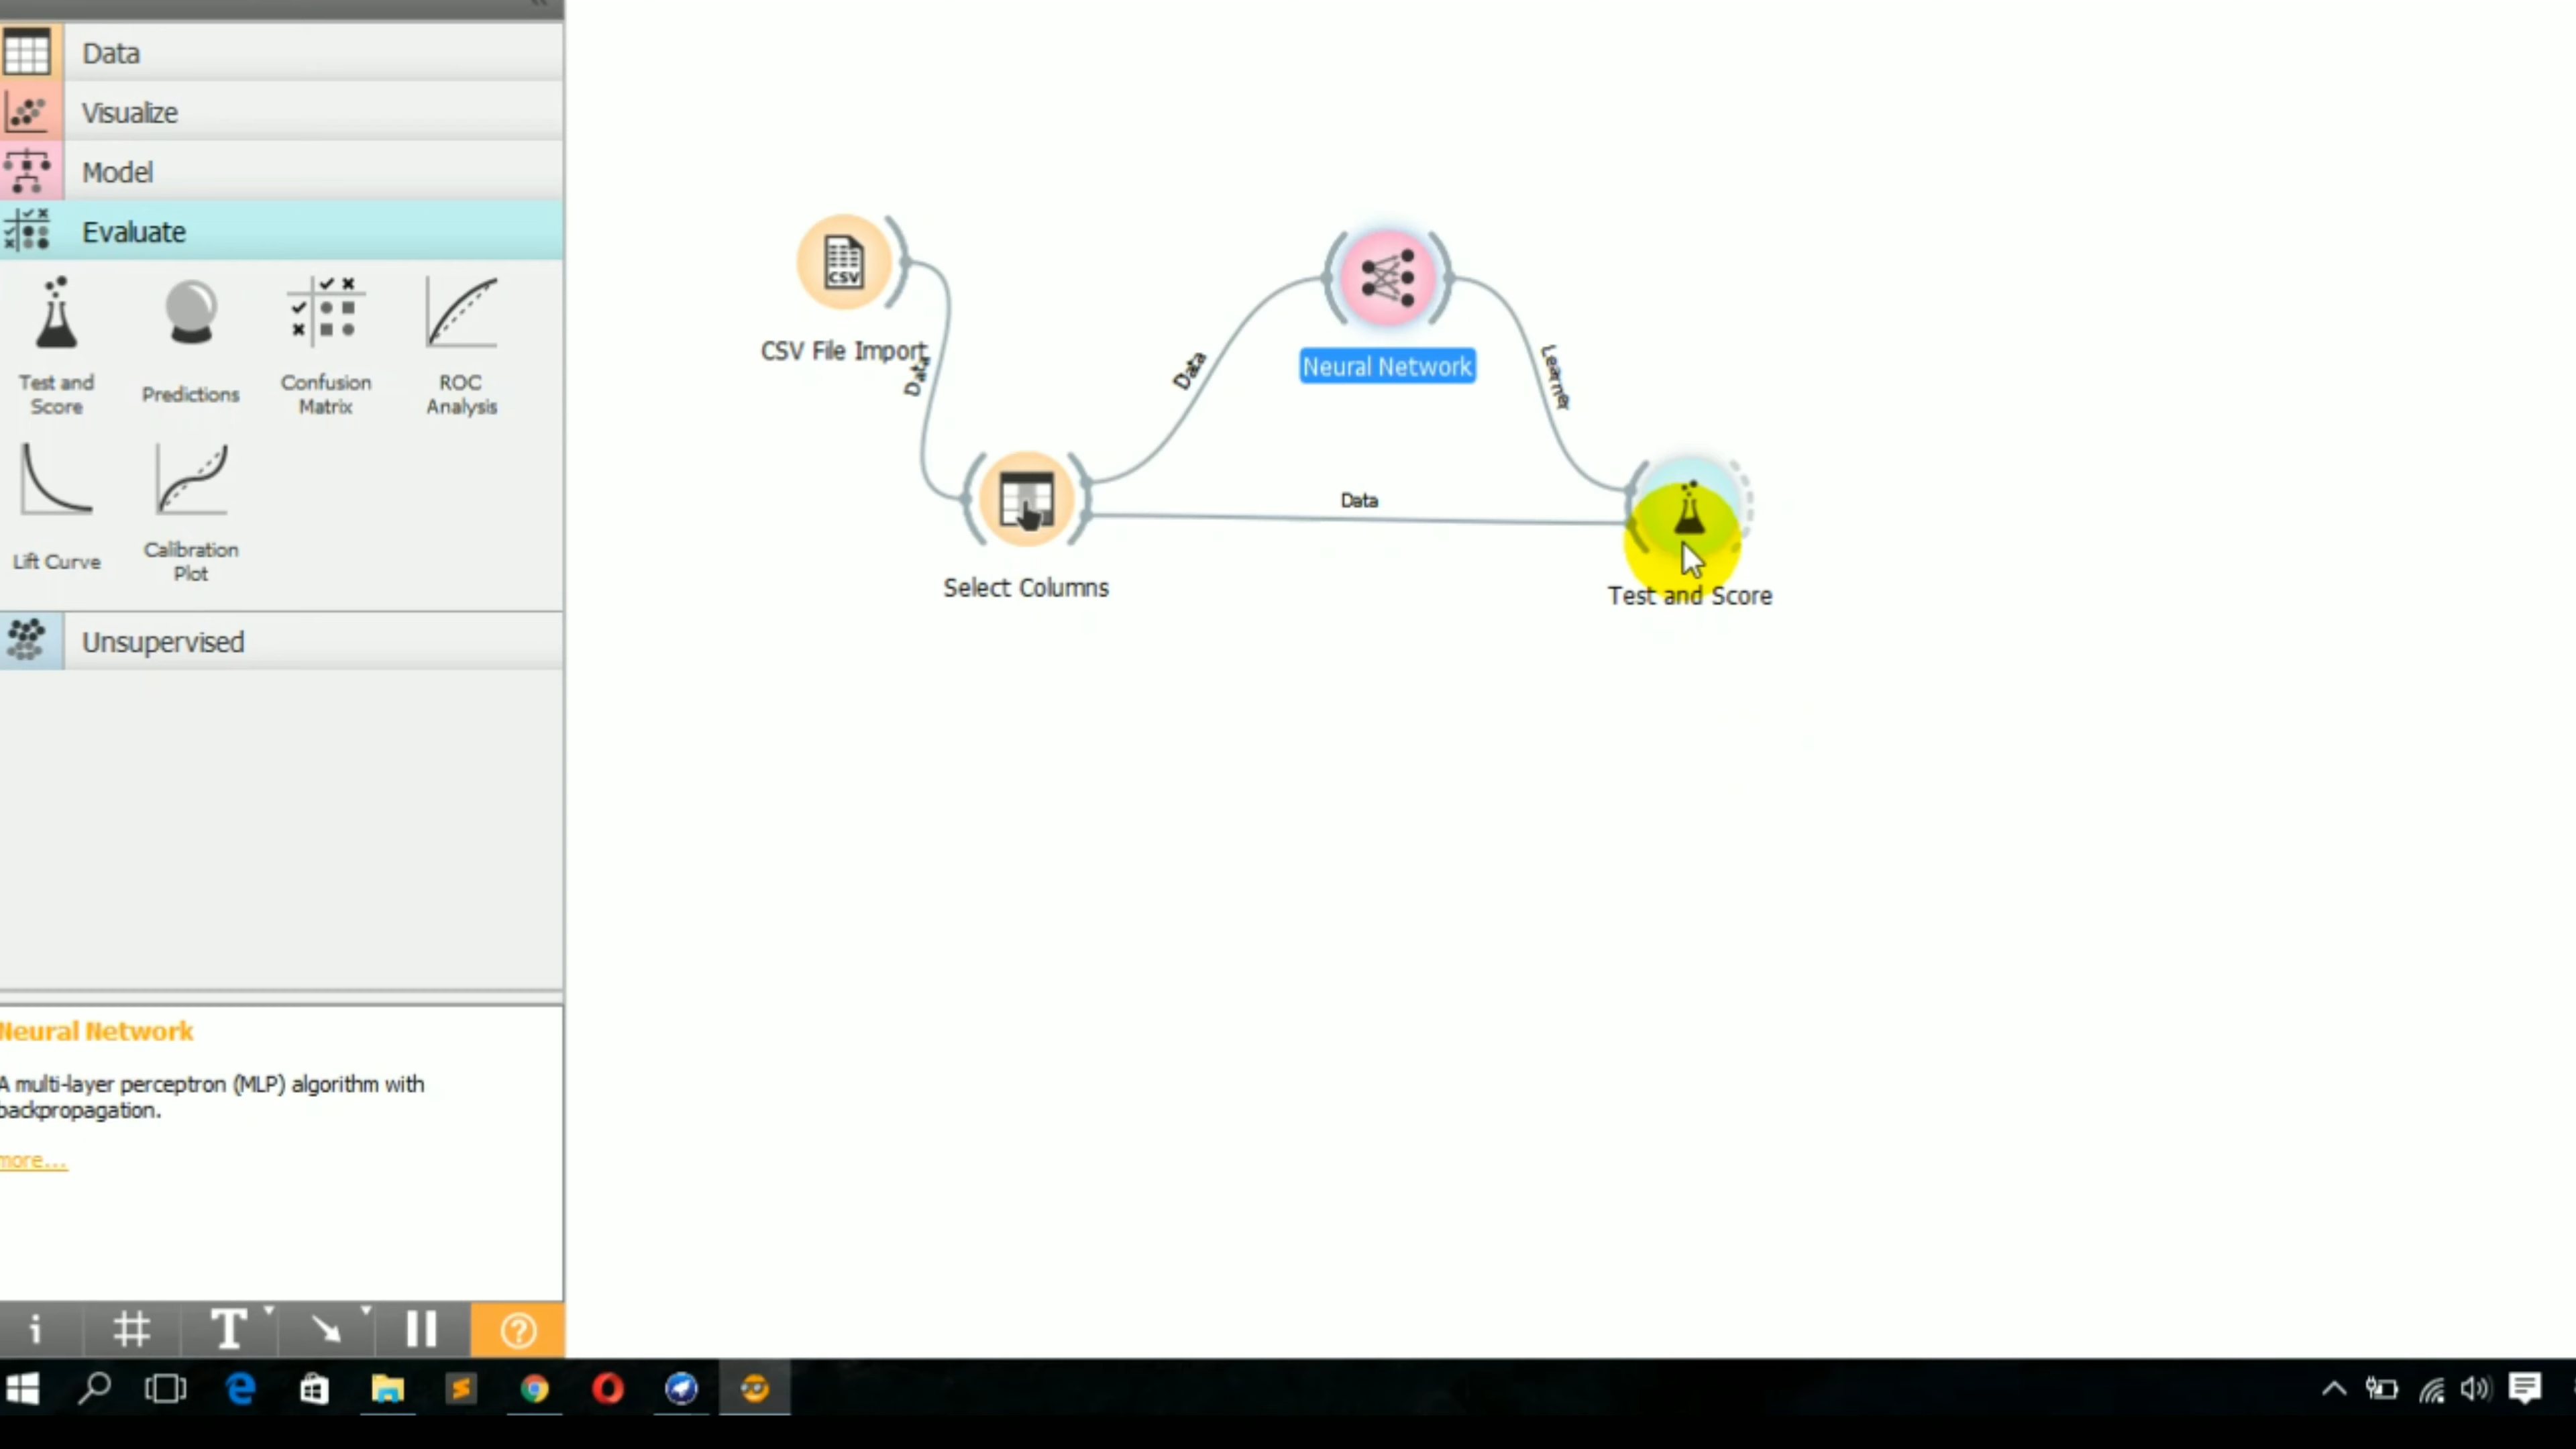 Data
Visualize
Model
Evaluate
Test and
Score
Predictions
Confusion
Matrix
ROC
Analysis
Lift Curve
Calibration
Plot
Unsupervised
CSV
CSV File Import
Data
Select Columns
Data
Neural Network
Learner
Data
Test and Score
Neural Network
A multi-layer perceptron (MLP) algorithm with
backpropagation.
more...